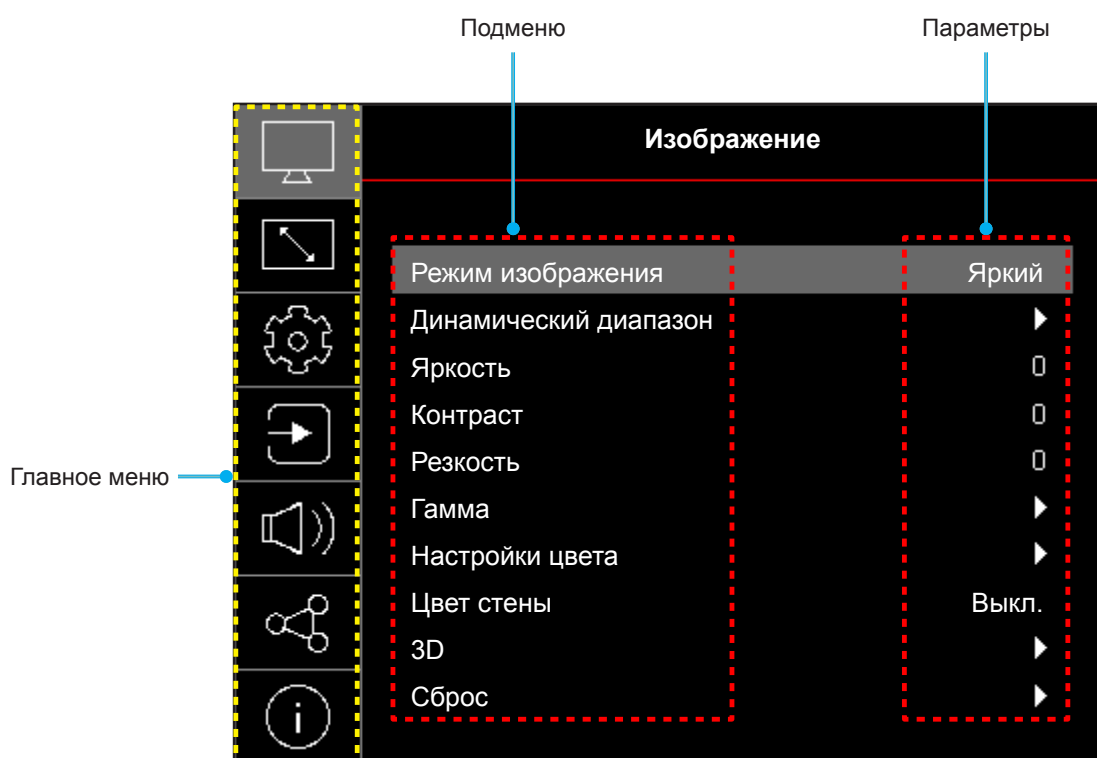 Подменю
Параметры
Изображение
Режим изображения Яркий
Динамический диапазон
Яркость 0
Контраст 0
Резкость 0
Главное меню
Гамма
Настройки цвета
Цвет стены Выкл.
3D
Сброс
i